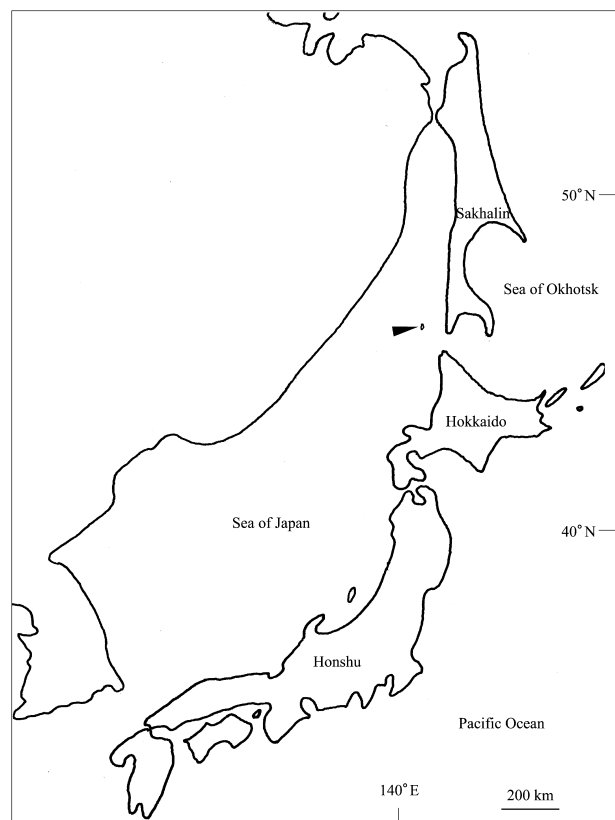 50° N
Sakhalin
Sea of Okhotsk
Hokkaido
Sea of Japan
40° N
Honshu
Pacific Ocean
140° E
200 km